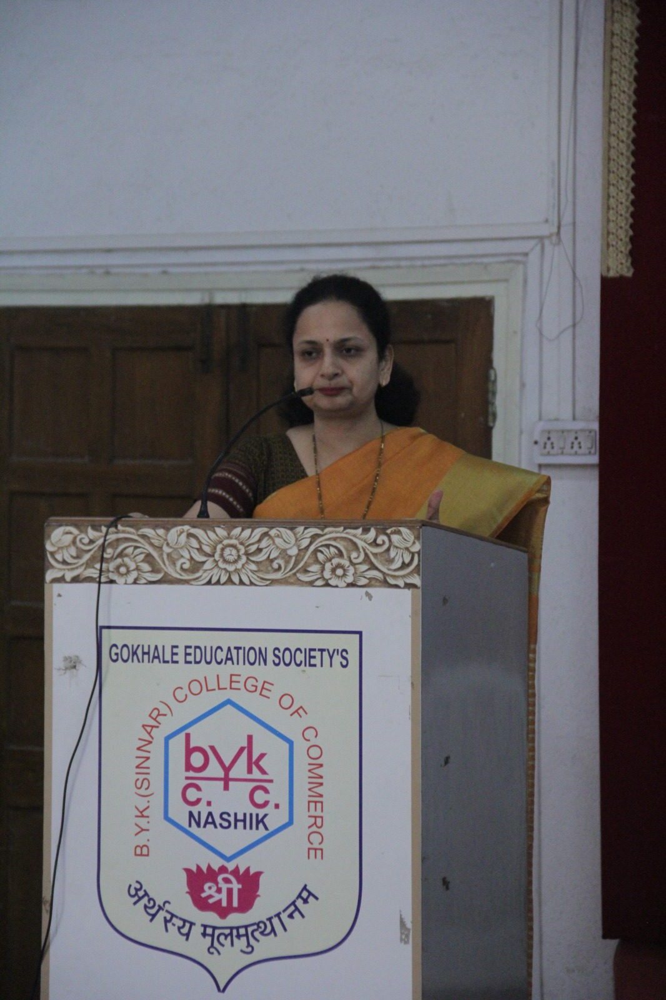 GOKHALE EDUCATION SOCIETY'S
B.Y.K.(SINNAR) COLLEGE OF COMMERCE
byk
C. C.
NASHIK
श्री
अर्थस्य मूलमुत्थानम